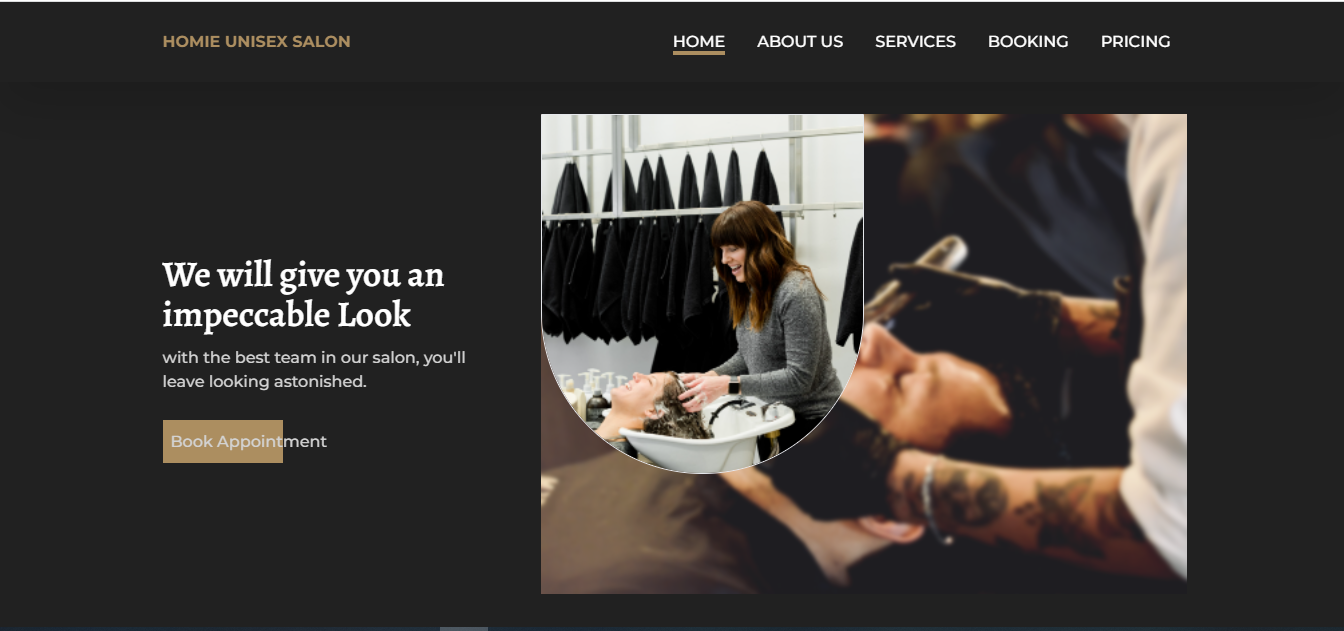 HOMIE UNISEX SALON
HOME ABOUT US SERVICES BOOKING PRICING
We will give you an
impeccable Look
with the best team in our salon, you'll
leave looking astonished.
Book Appointment